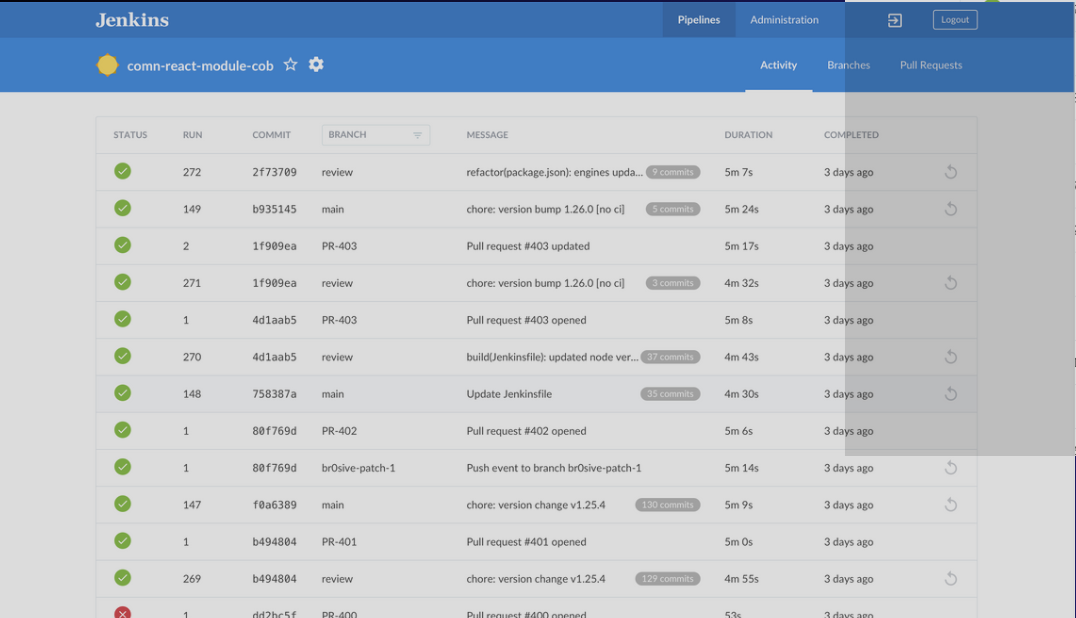 Jenkins Pipelines Administration Logout
comn-react-module-cob Activity Branches Pull Requests
STATUS RUN COMMIT BRANCH MESSAGE DURATION COMPLETED
272 2f73709 review refactor(package.json): engines upda... 9 commits 5m 7s 3 days ago
149 b935145 main chore: version bump 1.26.0 [no ci] 5 commits 5m 24s 3 days ago
2 1f909ea PR-403 Pull request #403 updated 5m 17s 3 days ago
271 1f909ea review chore: version bump 1.26.0 [no ci] 3 commits 4m 32s 3 days ago
1 4d1aab5 PR-403 Pull request #403 opened 5m 8s 3 days ago
270 4d1aab5 review build(Jenkinsfile): updated node ver... 37 commits 4m 43s 3 days ago
148 758387a main Update Jenkinsfile 35 commits 4m 30s 3 days ago
1 80f769d PR-402 Pull request #402 opened 5m 6s 3 days ago
1 80f769d br0sive-patch-1 Push event to branch br0sive-patch-1 5m 14s 3 days ago
147 f0a6389 main chore: version change v1.25.4 130 commits 5m 9s 3 days ago
1 b494804 PR-401 Pull request #401 opened 5m 0s 3 days ago
269 b494804 review chore: version change v1.25.4 129 commits 4m 55s 3 days ago
1 dd2bc5f PR-400 Pull request #400 opened 53s 3 days ago